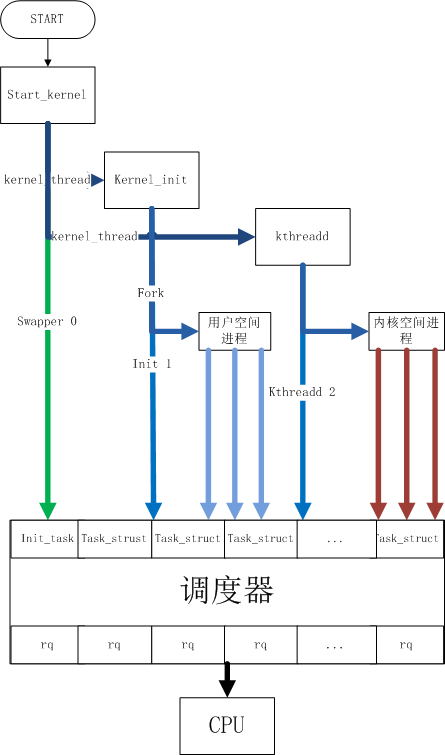 START
Start_kernel
kernel_thread
Kernel_init
kernel_thread
kthreadd
Fork
用户空间
进程
内核空间进
程
Swapper 0
Init 1
Kthreadd 2
Init_task
Task_strust
Task_struct
Task_struct
...
Task_struct
调度器
rq
rq
rq
rq
...
rq
CPU